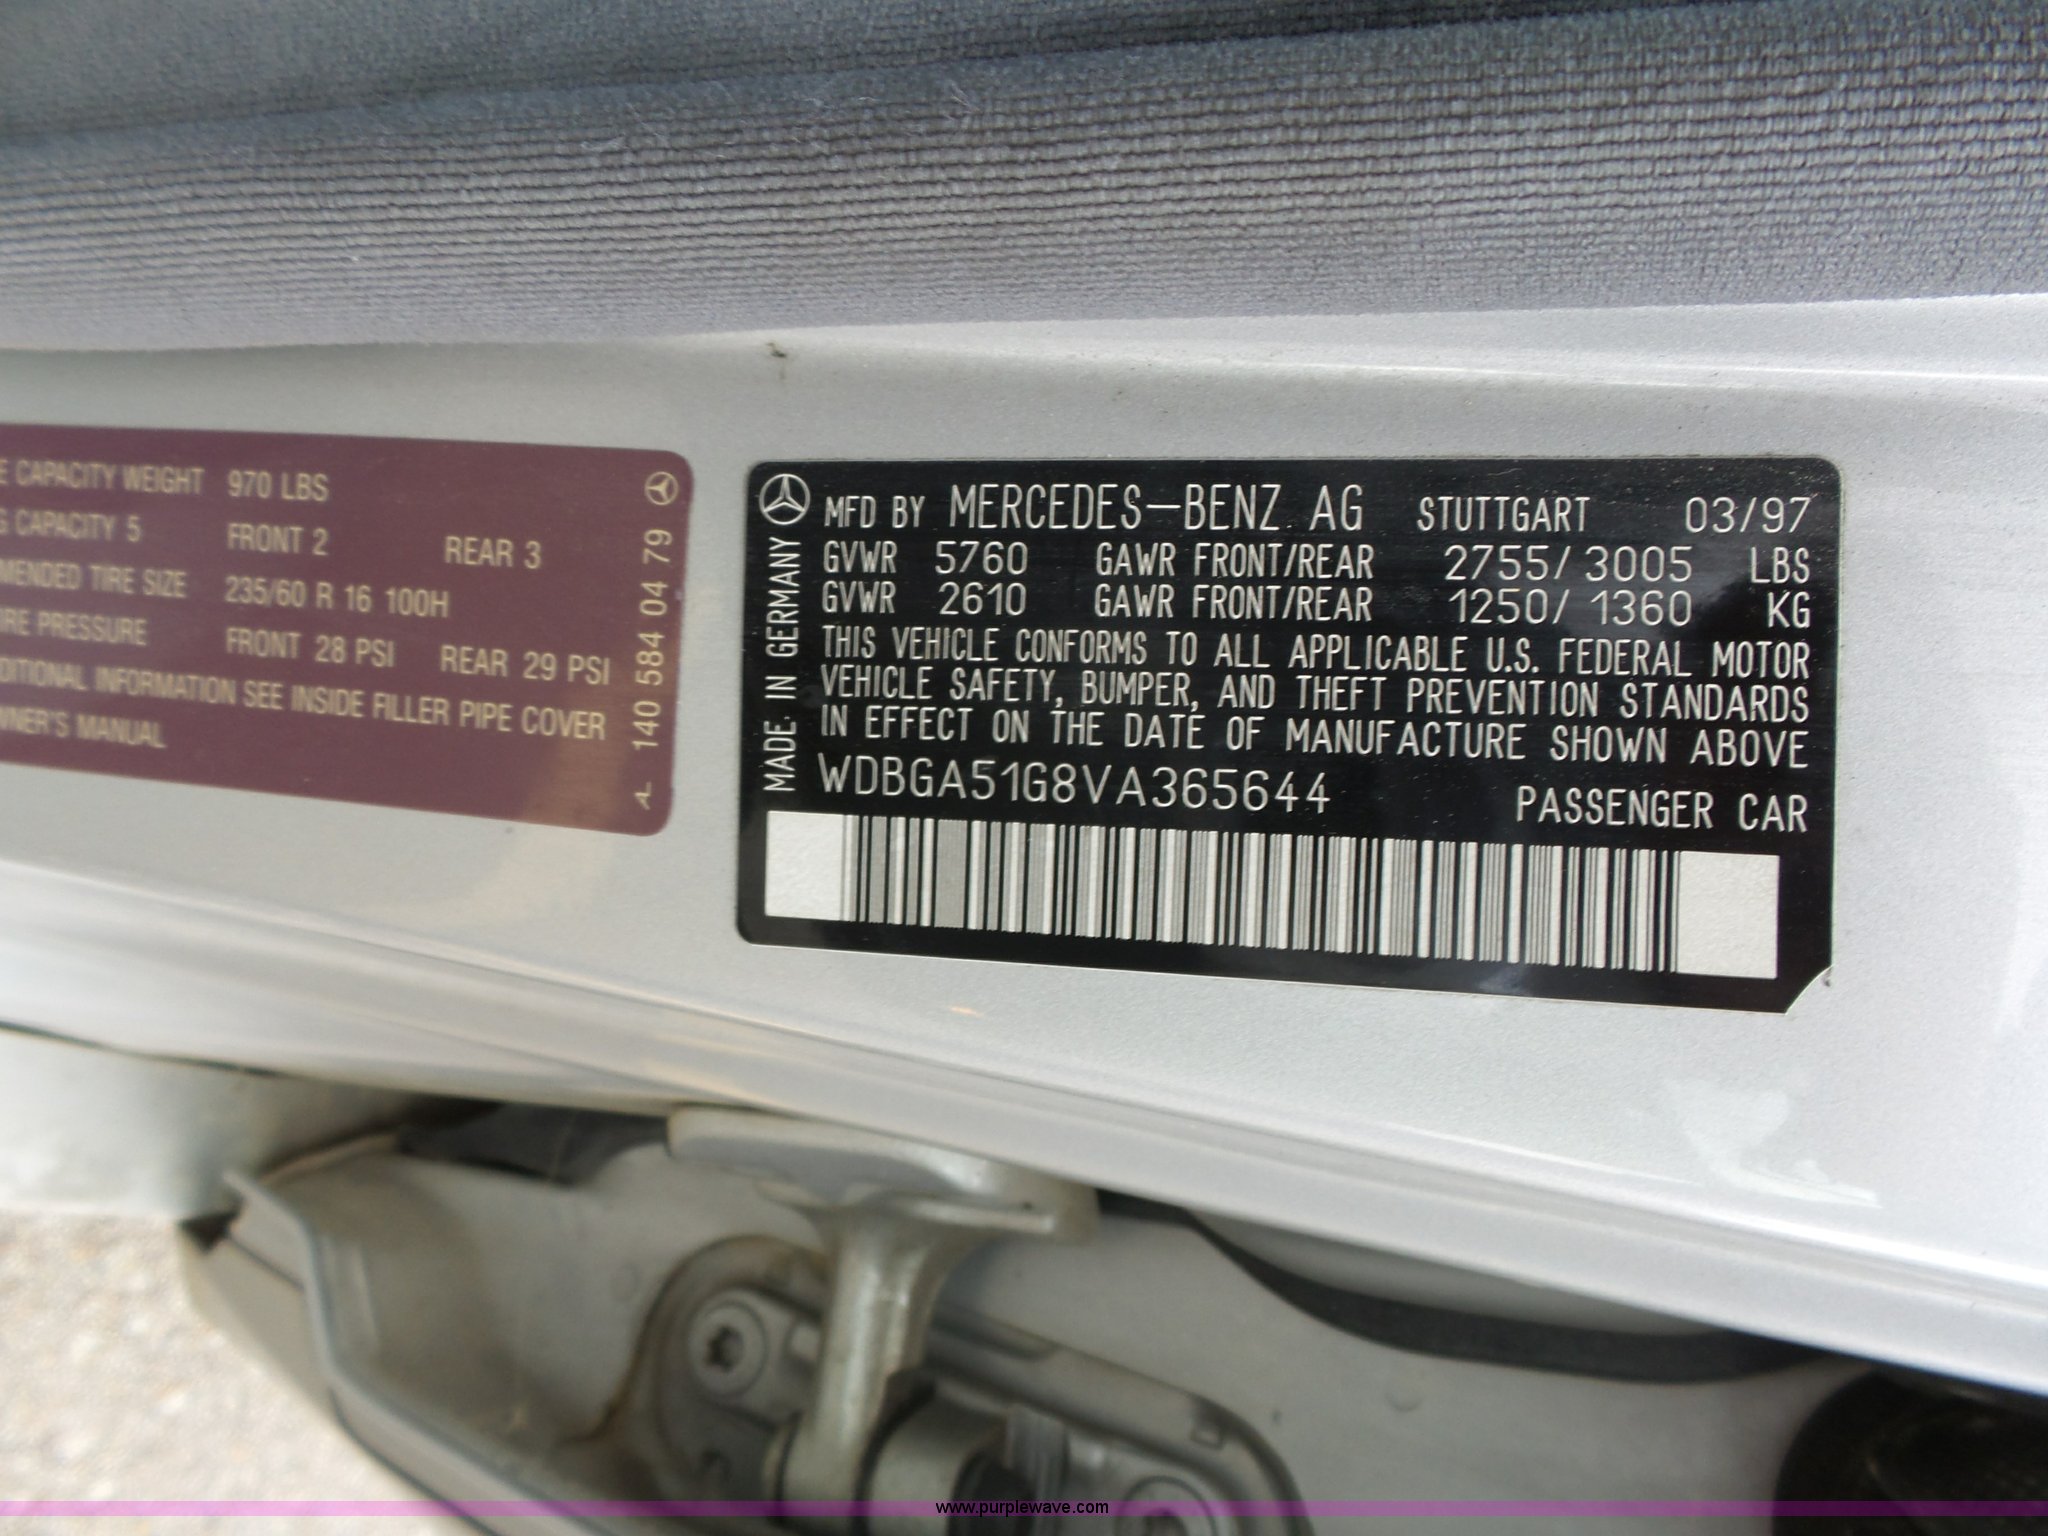 CAPACITY WEIGHT 970 LBS
CAPACITY 5 FRONT 2 REAR 3
TIRE SIZE 235/60 R 16 100H
PRESSURE FRONT 28 PSI REAR 29 PSI
INFORMATION SEE INSIDE FILLER PIPE COVER
MANUAL
140 584 04 79
MFD BY MERCEDES-BENZ AG STUTTGART 03/97
GVWR 5760 GAWR FRONT/REAR 2755/3005 LBS
GVWR 2610 GAWR FRONT/REAR 1250/1360 KG
THIS VEHICLE CONFORMS TO ALL APPLICABLE U.S. FEDERAL MOTOR
VEHICLE SAFETY, BUMPER, AND THEFT PREVENTION STANDARDS
IN EFFECT ON THE DATE OF MANUFACTURE SHOWN ABOVE
WDBGA51G8VA365644 PASSENGER CAR
MADE IN GERMANY
www.purplewave.com